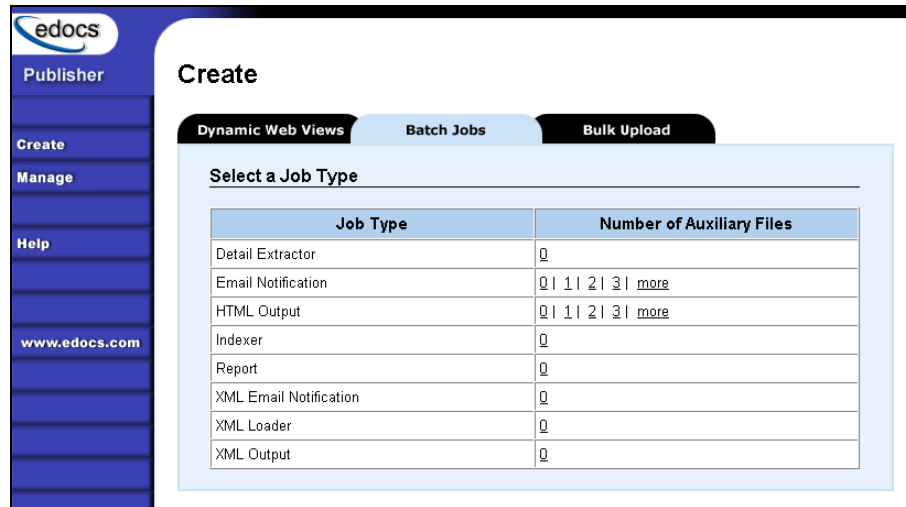 edocs
Publisher
Create
Manage
Help
www.edocs.com
Create
Dynamic Web Views
Batch Jobs
Bulk Upload
Select a Job Type
Job Type Number of Auxiliary Files
Detail Extractor 0
Email Notification 0 | 1 | 2 | 3 | more
HTML Output 0 | 1 | 2 | 3 | more
Indexer 0
Report 0
XML Email Notification 0
XML Loader 0
XML Output 0